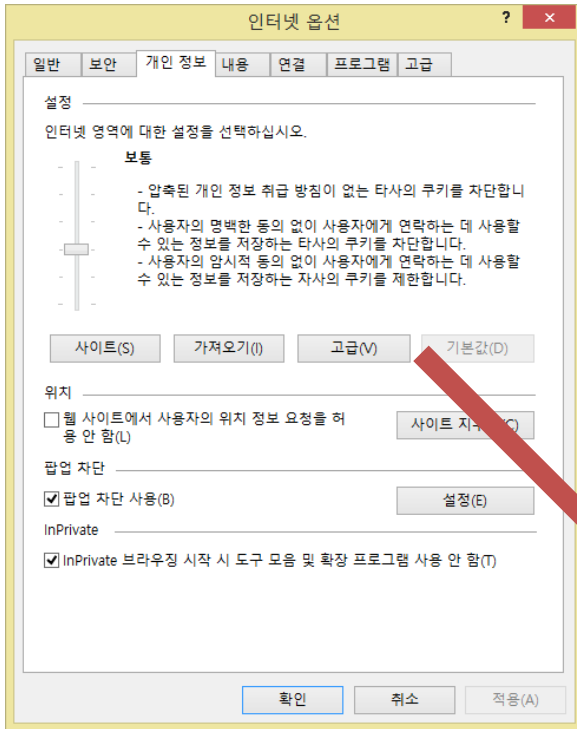 인터넷 옵션 ? ×
일반 보안 개인 정보 내용 연결 프로그램 고급
설정
인터넷 영역에 대한 설정을 선택하십시오.
보통
- 압축된 개인 정보 취급 방침이 없는 타사의 쿠키를 차단합니
다.
- 사용자의 명백한 동의 없이 사용자에게 연락하는 데 사용할
수 있는 정보를 저장하는 타사의 쿠키를 차단합니다.
- 사용자의 암시적 동의 없이 사용자에게 연락하는 데 사용할
수 있는 정보를 저장하는 자사의 쿠키를 제한합니다.
사이트(S) 가져오기(I) 고급(V) 기본값(D)
위치
웹 사이트에서 사용자의 위치 정보 요청을 허
용 안 함(L)
사이트
팝업 차단
팝업 차단 사용(B) 설정(E)
InPrivate
InPrivate 브라우징 시작 시 도구 모음 및 확장 프로그램 사용 안 함(T)
확인 취소 적용(A)